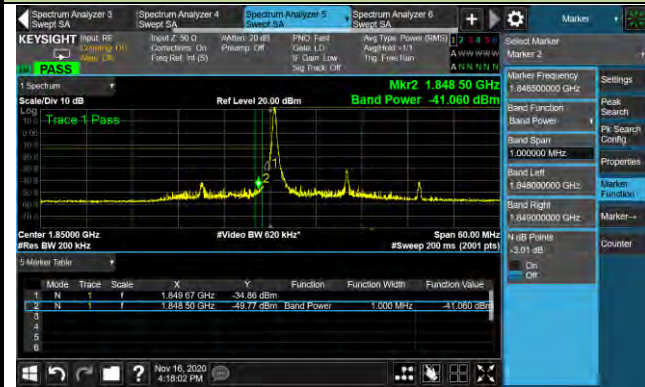 Spectrum Analyzer 3
Swept SA
Spectrum Analyzer 4
Swept SA
Spectrum Analyzer 5
Swept SA
Spectrum Analyzer 6
Swept SA
Marker
KEYSIGHT
Input: RF
Input Z: 50 Ω
#Atten: 20 dB
PNO: Fast
Avg Type: Power (RMS)
1 2 3 4 5 6
Corrections: On
Preamp: Off
Gate: LO
Avg|Hold: >1/1
A W W W W W
Freq Ref: Int (S)
IF Gain: Low
Trig: Free Run
Sig Track: Off
A N N N N N
PASS
Select Marker
Marker 2
1 Spectrum
Mkr2 1.848 50 GHz
Scale/Div 10 dB
Ref Level 20.00 dBm
Band Power -41.060 dBm
Log
Trace 1 Pass
1
2
Center 1.85000 GHz
#Video BW 620 kHz*
Span 60.00 MHz
#Res BW 200 kHz
#Sweep 200 ms (2001 pts)
5 Marker Table
Mode Trace Scale X Y Function Function Width Function Value
1 N 1 f 1.849 67 GHz -34.86 dBm
2 N 1 f 1.848 50 GHz -49.77 dBm Band Power 1.000 MHz -41.060 dBm
3
4
5
6
Nov 16, 2020
4:18:02 PM
Marker Frequency
1.848500000 GHz
Band Function
Band Power
Band Span
1.000000 MHz
Band Left
1.848000000 GHz
Band Right
1.849000000 GHz
N dB Points
-3.01 dB
On
Off
Settings
Peak
Search
Pk Search
Config
Properties
Marker
Function
Marker→
Counter